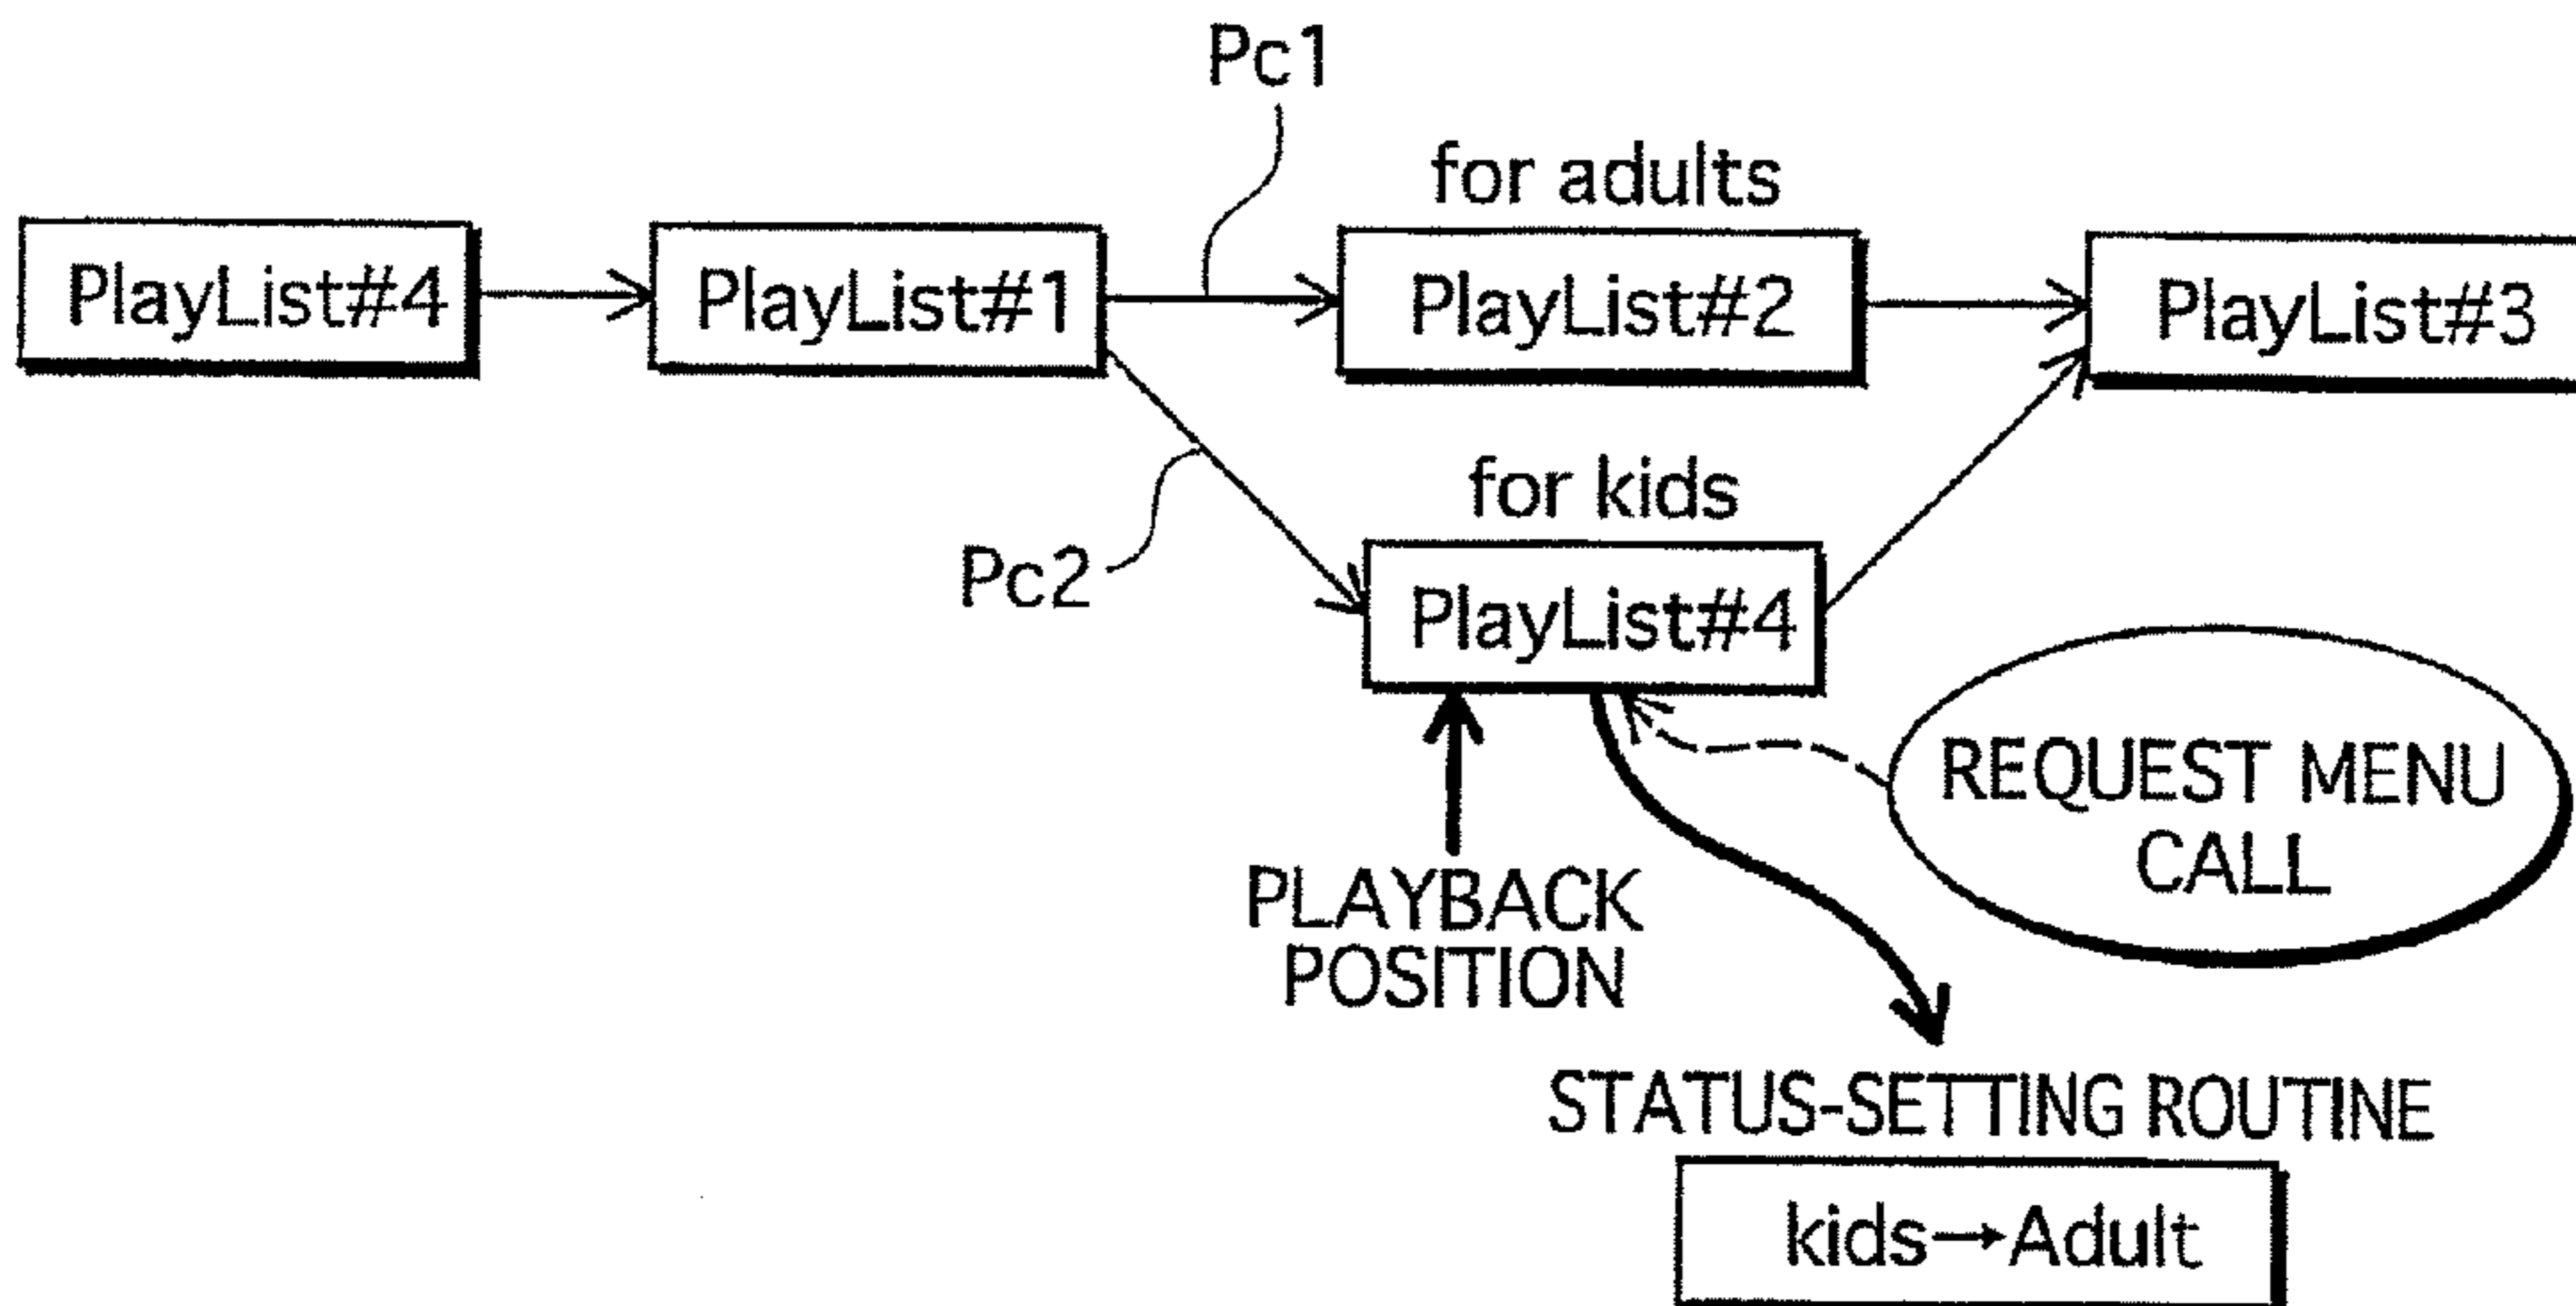 Pc1
for adults
PlayList#4
PlayList#1
PlayList#2
PlayList#3
for kids
Pc2
PlayList#4
REQUEST MENU
CALL
PLAYBACK
POSITION
STATUS-SETTING ROUTINE
kids→Adult